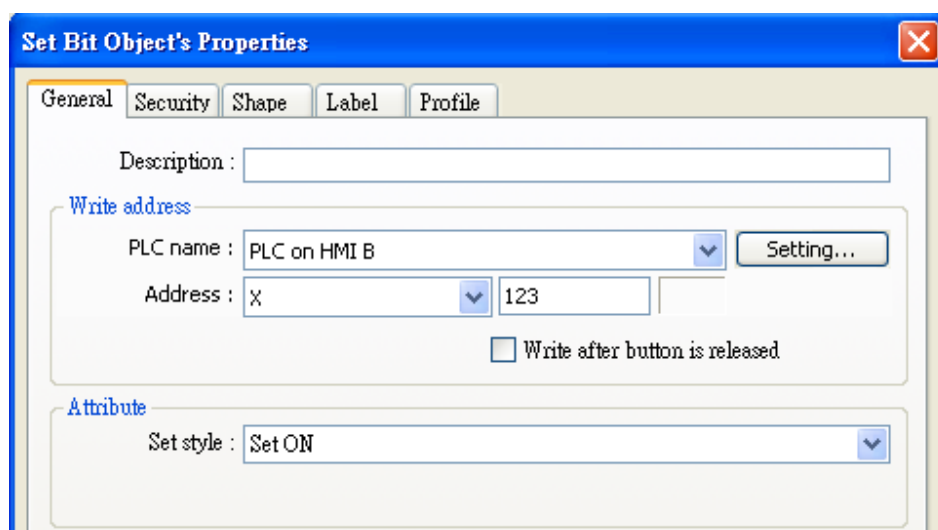 Set Bit Object's Properties
General Security Shape Label Profile
Description :
Write address
PLC name : PLC on HMI B Setting...
Address : X 123
Write after button is released
Attribute
Set style : Set ON